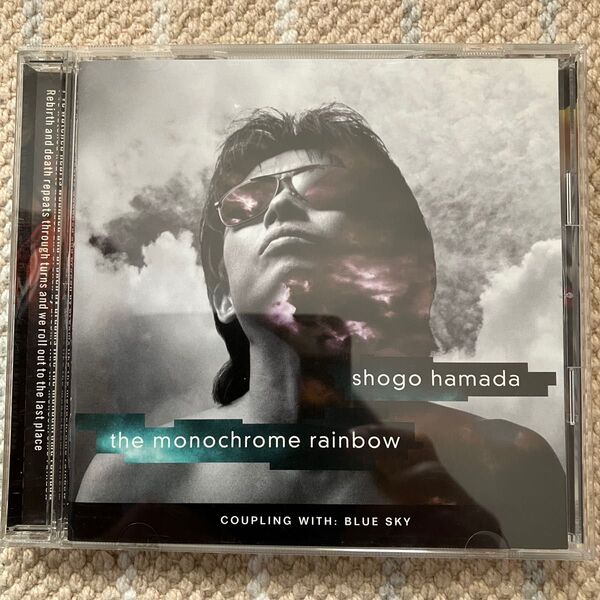 Rebirth and death repeats through turns and we roll out to the last place
shogo hamada
the monochrome rainbow
COUPLING WITH: BLUE SKY